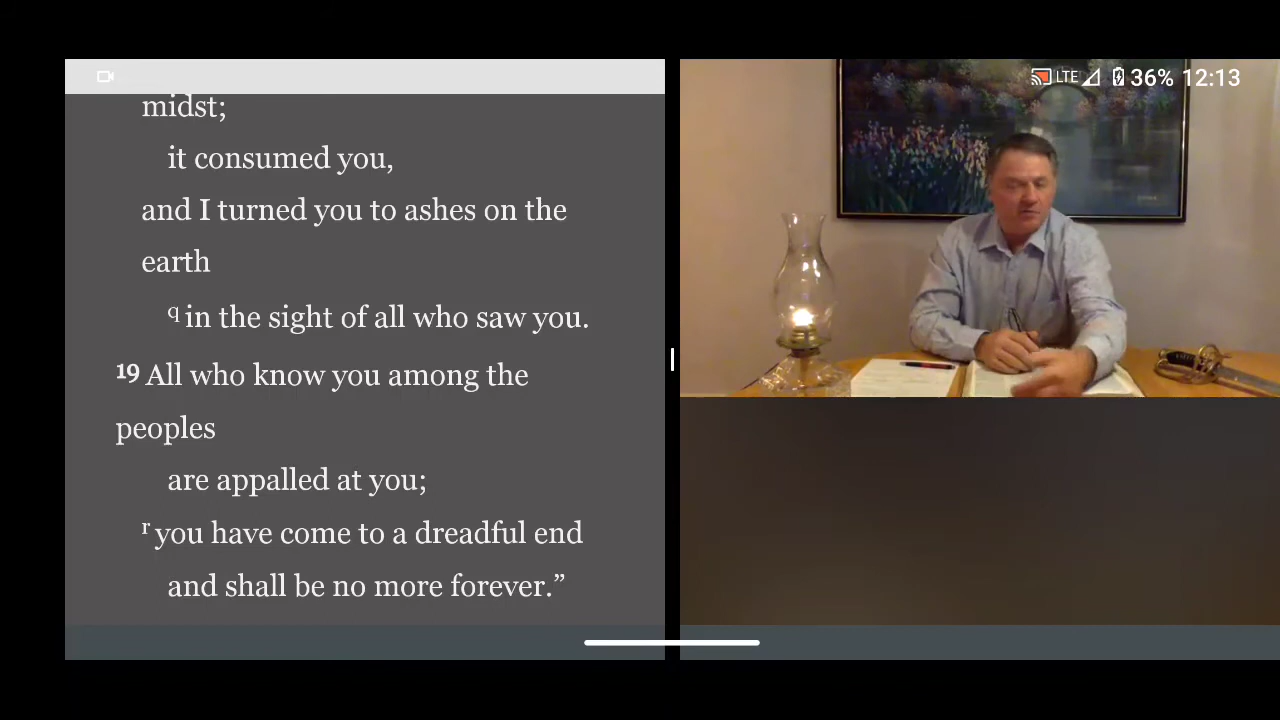 midst;
it consumed you,
and I turned you to ashes on the
earth
q in the sight of all who saw you.
19 All who know you among the
peoples
are appalled at you;
r you have come to a dreadful end
and shall be no more forever.”
LTE 36% 12:13